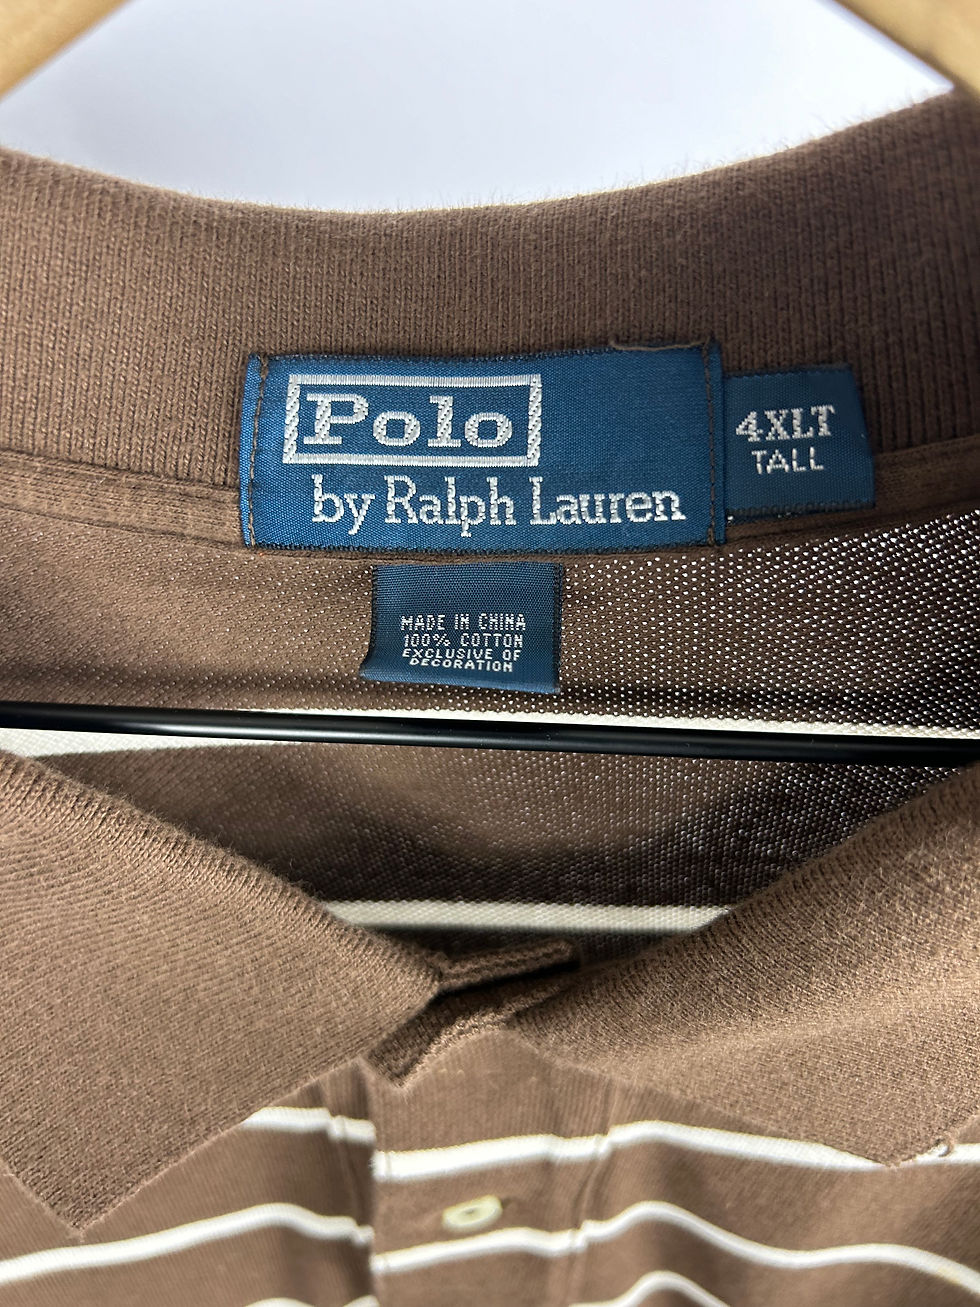 Polo
by Ralph Lauren
4XLT
TALL
MADE IN CHINA
100% COTTON
EXCLUSIVE OF
DECORATION